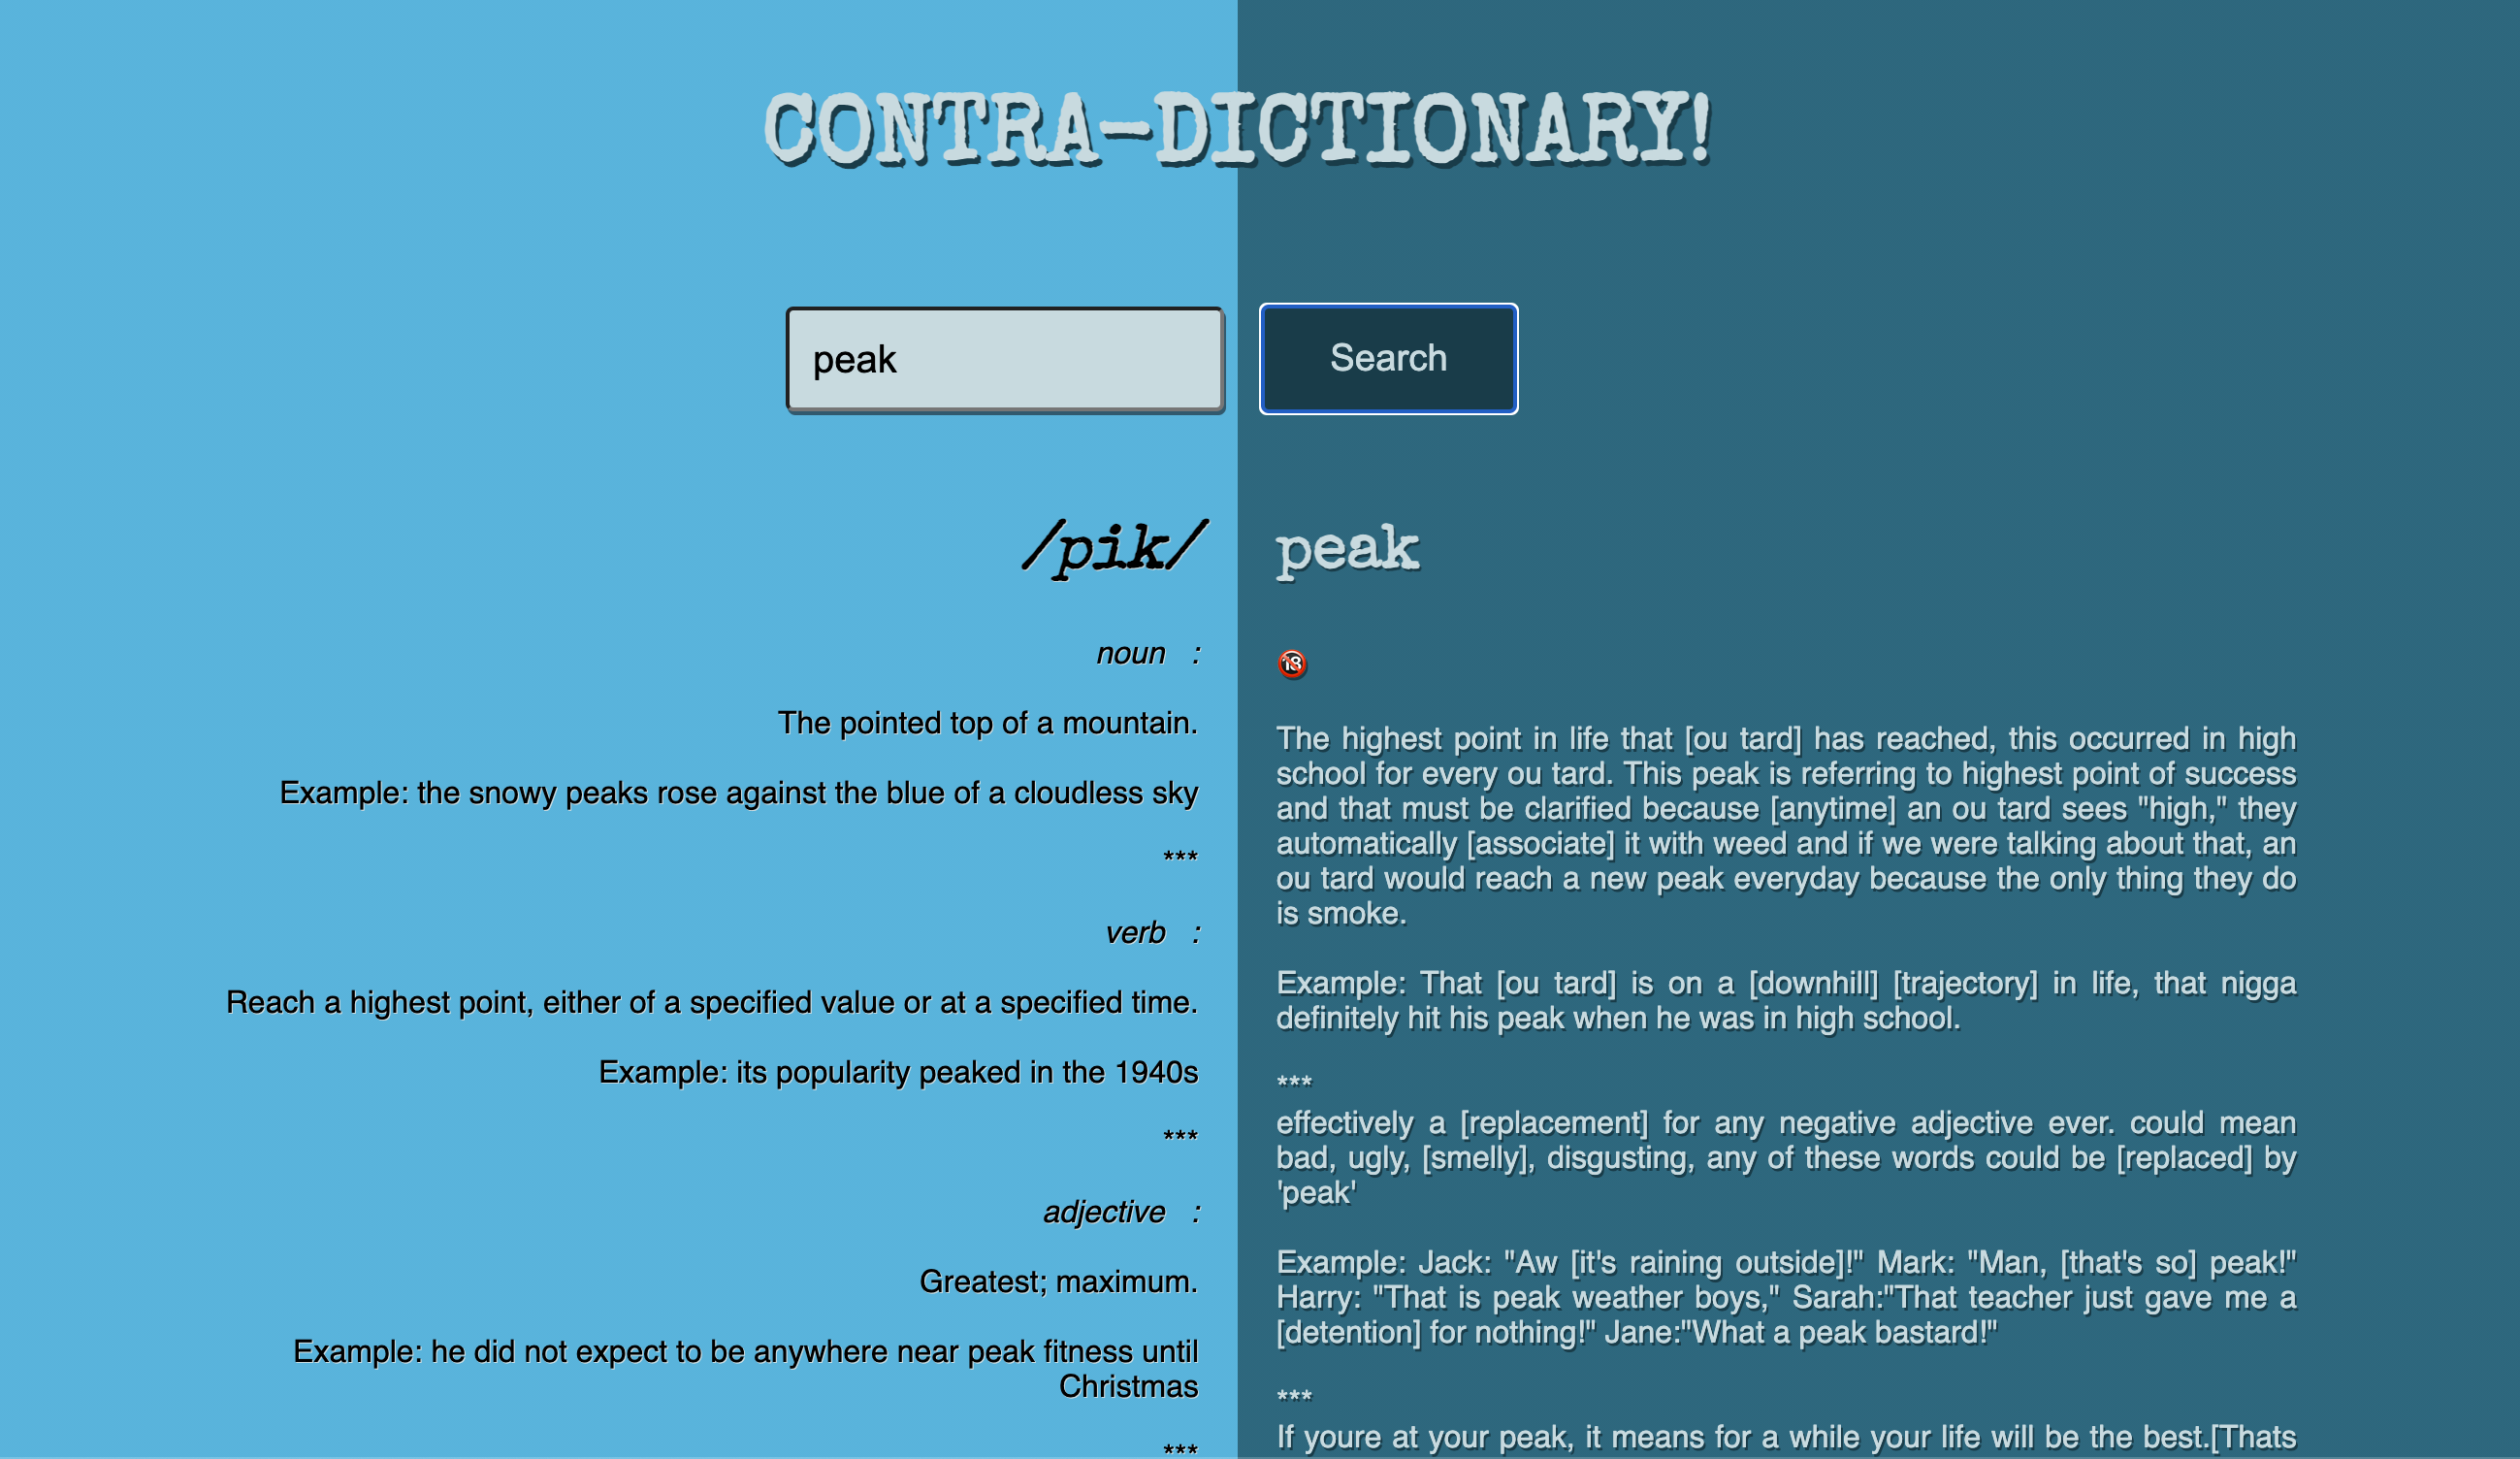 CONTRA-DICTIONARY!
peak
Search
/pik/
noun :
The pointed top of a mountain.
Example: the snowy peaks rose against the blue of a cloudless sky
***
verb :
Reach a highest point, either of a specified value or at a specified time.
Example: its popularity peaked in the 1940s
***
adjective :
Greatest; maximum.
Example: he did not expect to be anywhere near peak fitness until
Christmas
***
peak
🔞
The highest point in life that [ou tard] has reached, this occurred in high
school for every ou tard. This peak is referring to highest point of success
and that must be clarified because [anytime] an ou tard sees "high," they
automatically [associate] it with weed and if we were talking about that, an
ou tard would reach a new peak everyday because the only thing they do
is smoke.
Example: That [ou tard] is on a [downhill] [trajectory] in life, that nigga
definitely hit his peak when he was in high school.
***
effectively a [replacement] for any negative adjective ever. could mean
bad, ugly, [smelly], disgusting, any of these words could be [replaced] by
'peak'
Example: Jack: "Aw [it's raining outside]!" Mark: "Man, [that's so] peak!"
Harry: "That is peak weather boys," Sarah:"That teacher just gave me a
[detention] for nothing!" Jane:"What a peak bastard!"
***
If youre at your peak, it means for a while your life will be the best.[Thats